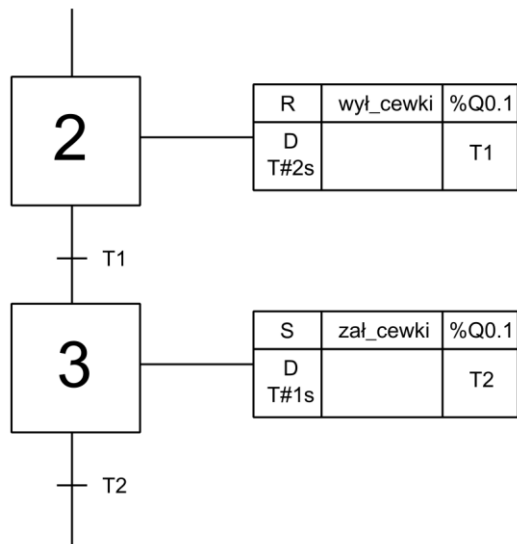 2
R wył_cewki %Q0.1
D
T#2s
T1
T1
3
S zał_cewki %Q0.1
D
T#1s
T2
T2